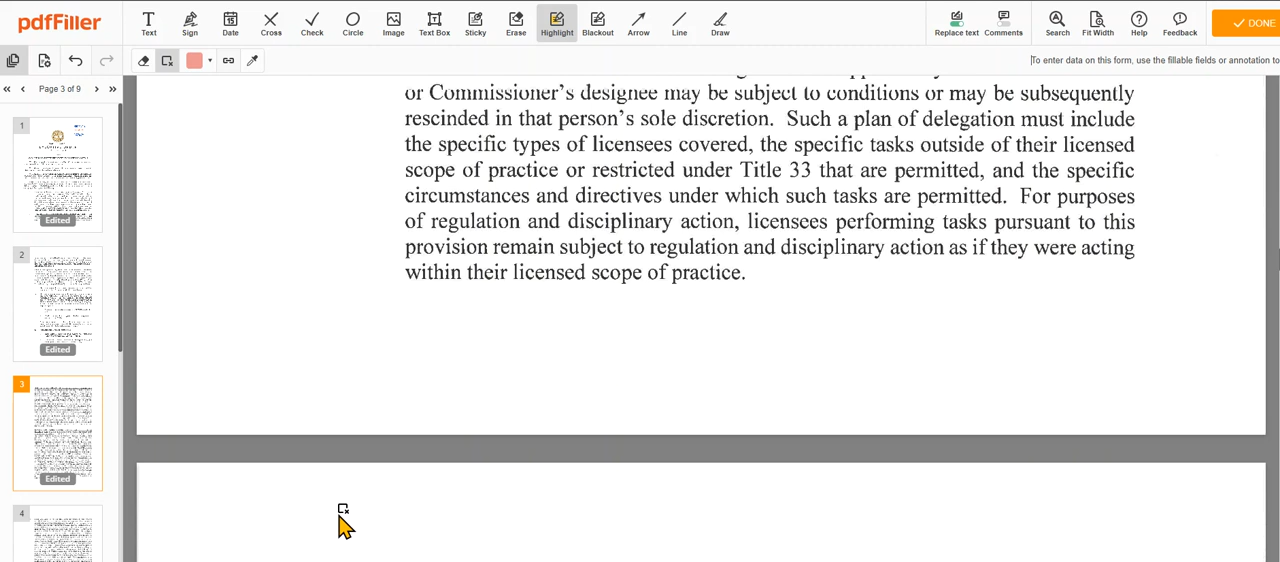 pdfFiller
Text
Sign
Date
Cross
Check
Circle
Image
Text Box
Sticky
Erase
Highlight
Blackout
Arrow
Line
Draw
Replace text
Comments
Search
Fit Width
Help
Feedback
DONE
To enter data on this form, use the fillable fields or annotation to
Page 3 of 9
1
Edited
2
Edited
3
Edited
4
or Commissioner's designee may be subject to conditions or may be subsequently
rescinded in that person's sole discretion. Such a plan of delegation must include
the specific types of licensees covered, the specific tasks outside of their licensed
scope of practice or restricted under Title 33 that are permitted, and the specific
circumstances and directives under which such tasks are permitted. For purposes
of regulation and disciplinary action, licensees performing tasks pursuant to this
provision remain subject to regulation and disciplinary action as if they were acting
within their licensed scope of practice.